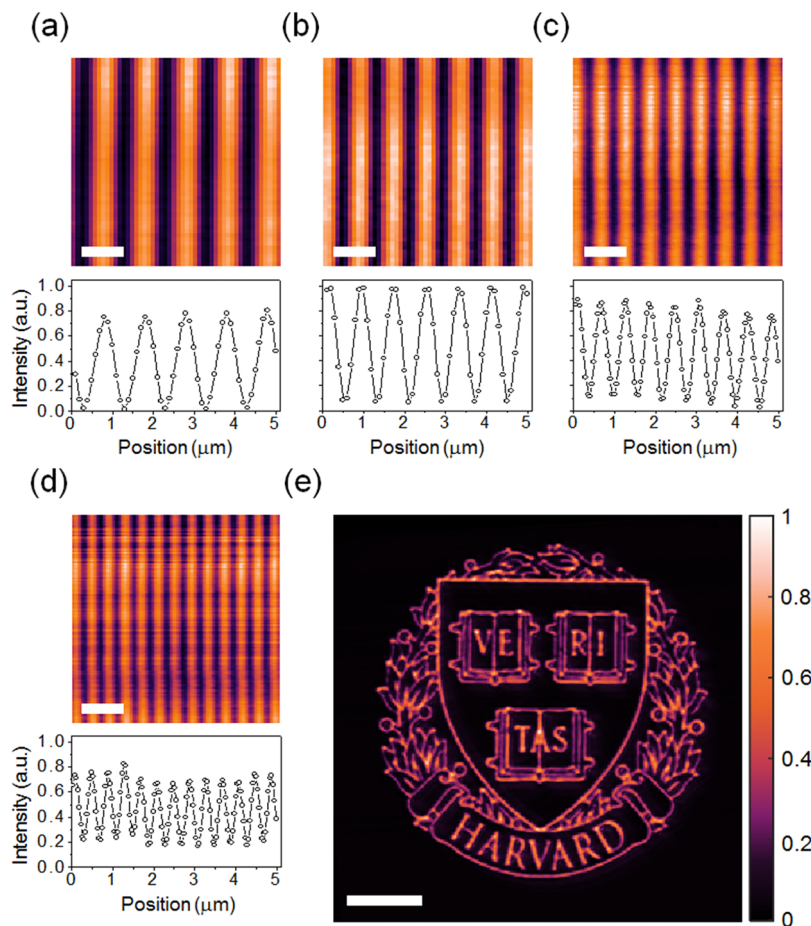 (a)
(b)
(c)
Intensity (a.u.)
1.0
0.8
0.6
0.4
0.2
0.0
0 1 2 3 4 5
0 1 2 3 4 5
0 1 2 3 4 5
Position (μm)
Position (μm)
Position (μm)
(d)
(e)
Intensity (a.u.)
1.0
0.8
0.6
0.4
0.2
0.0
0 1 2 3 4 5
Position (μm)
VE RI
TAS
HARVARD
1
0.8
0.6
0.4
0.2
0